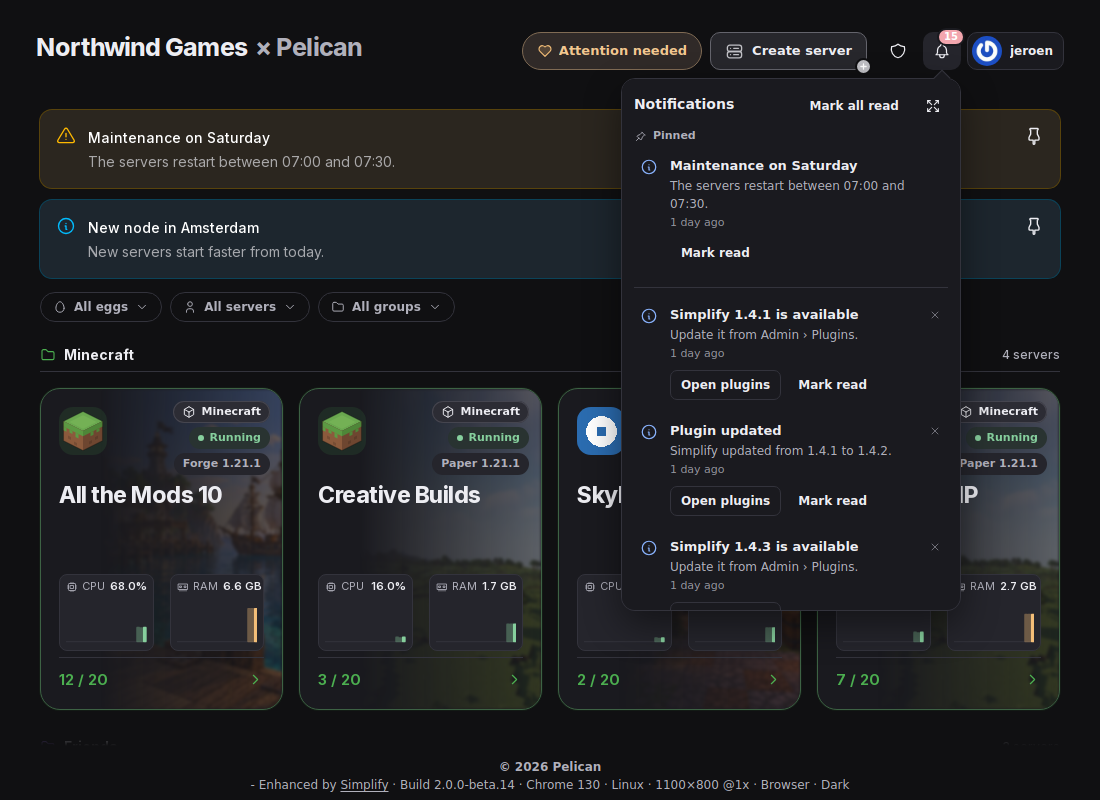 Northwind Games × Pelican
Attention needed
Create server
15
jeroen
Notifications
Mark all read
Pinned
Maintenance on Saturday
The servers restart between 07:00 and
07:30.
1 day ago
Mark read
Simplify 1.4.1 is available
Update it from Admin › Plugins.
1 day ago
Open plugins
Mark read
Plugin updated
Simplify updated from 1.4.1 to 1.4.2.
1 day ago
Open plugins
Mark read
Simplify 1.4.3 is available
Update it from Admin › Plugins.
1 day ago
Maintenance on Saturday
The servers restart between 07:00 and 07:30.
New node in Amsterdam
New servers start faster from today.
All eggs
All servers
All groups
Minecraft
4 servers
Minecraft
Running
Forge 1.21.1
All the Mods 10
CPU 68.0%
RAM 6.6 GB
12 / 20
Minecraft
Running
Paper 1.21.1
Creative Builds
CPU 16.0%
RAM 1.7 GB
3 / 20
CPU
2 / 20
Minecraft
Running
Paper 1.21.1
RAM 2.7 GB
7 / 20
© 2026 Pelican
- Enhanced by Simplify · Build 2.0.0-beta.14 · Chrome 130 · Linux · 1100×800 @1x · Browser · Dark